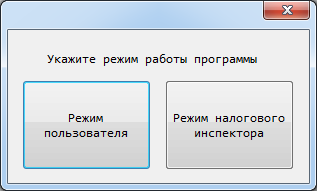 Укажите режим работы программы
Режим
пользователя
Режим налогового
инспектора